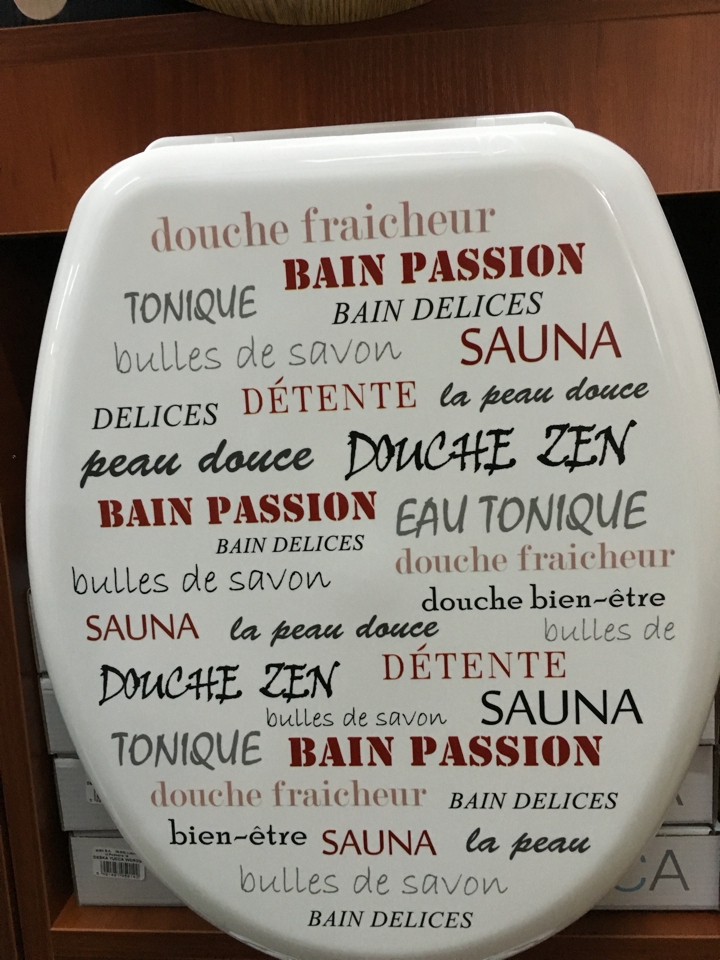 douche fraicheur
BAIN PASSION
TONIQUE
BAIN DELICES
bulles de savon
SAUNA
DÉTENTE
la peau douce
DELICES
peau douce
DOUCHE ZEN
BAIN PASSION
EAU TONIQUE
BAIN DELICES
douche fraicheur
bulles de savon
douche bien~être
SAUNA
la peau douce
bulles de
DOUCHE ZEN
DÉTENTE
bulles de savon
SAUNA
TONIQUE
BAIN PASSION
douche fraicheur
BAIN DELICES
bien~être
SAUNA
la peau
bulles de savon
BAIN DELICES
CA